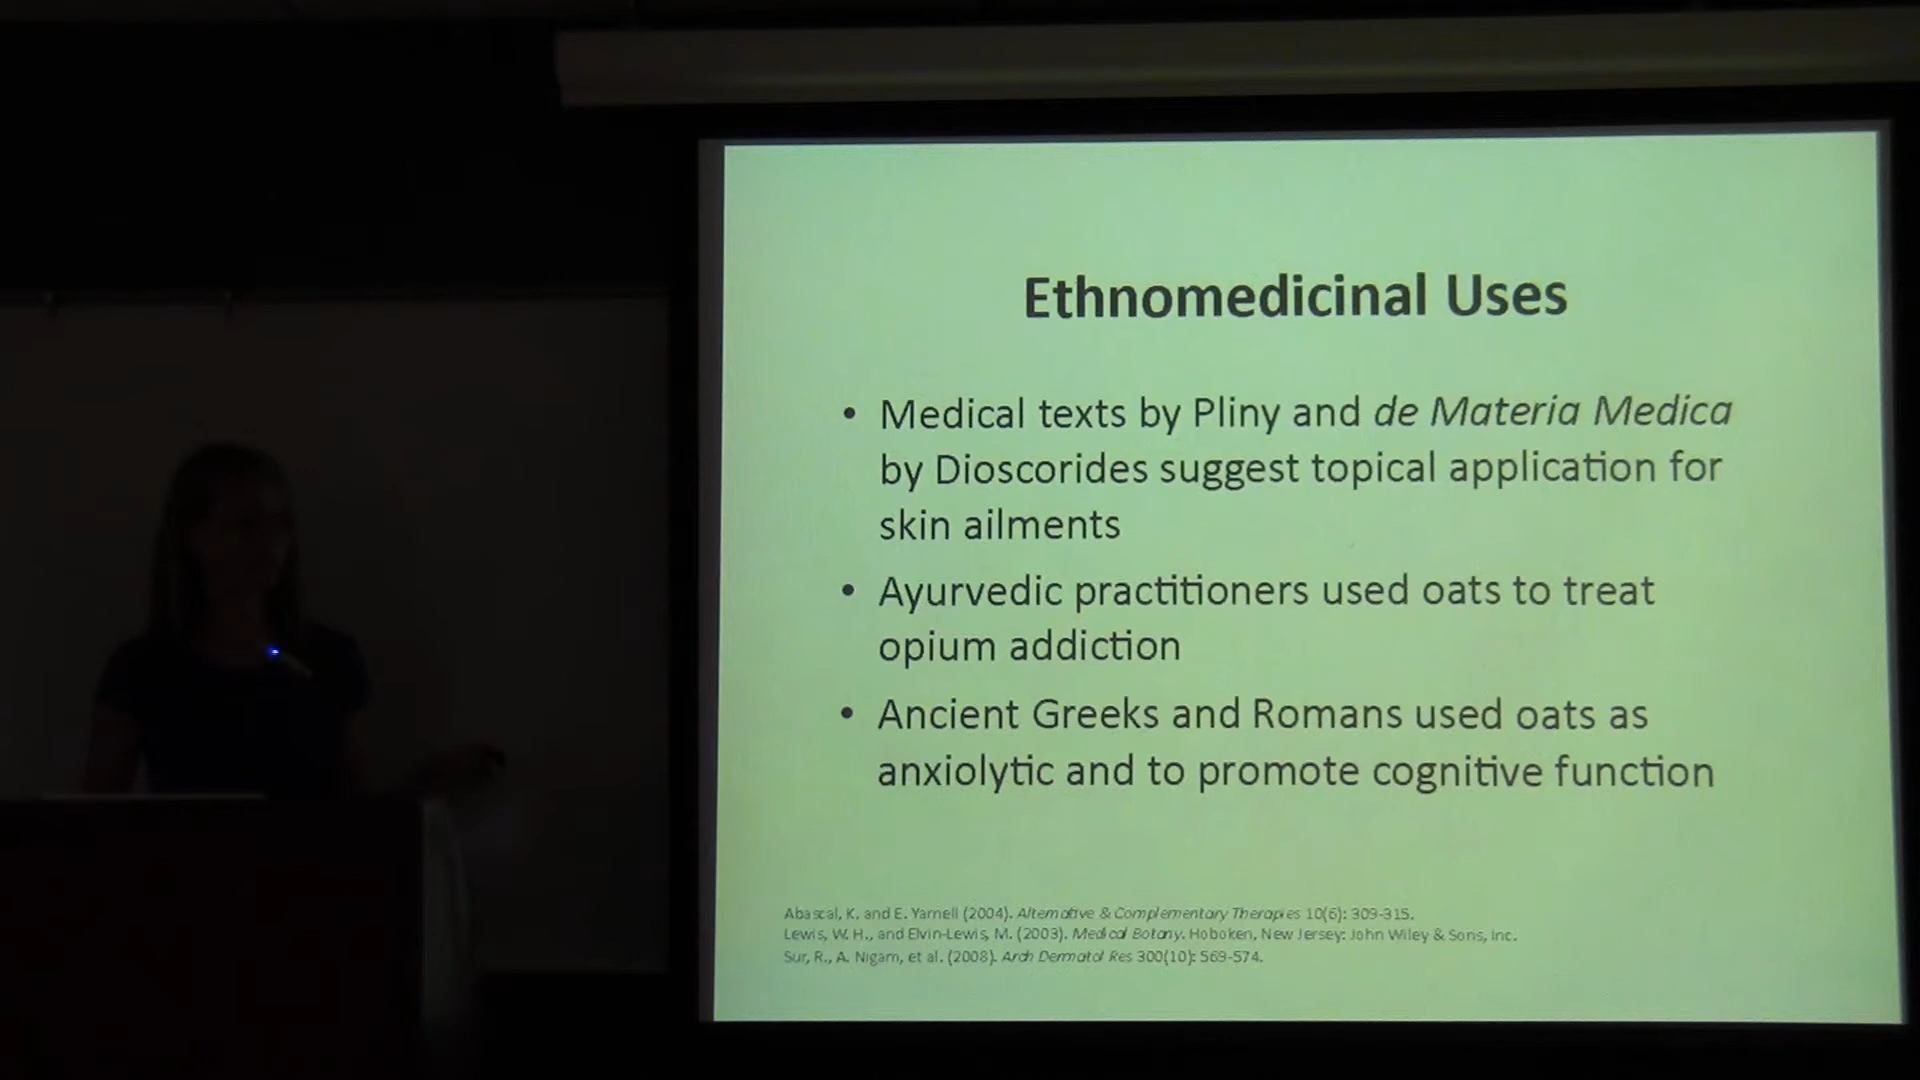 Ethnomedicinal Uses
• Medical texts by Pliny and de Materia Medica
by Dioscorides suggest topical application for
skin ailments
• Ayurvedic practitioners used oats to treat
opium addiction
• Ancient Greeks and Romans used oats as
anxiolytic and to promote cognitive function
Abascal, K. and E. Yarnell (2004). Alternative & Complementary Therapies 10(6): 309-315.
Lewis, W. H., and Elvin-Lewis, M. (2003). Medical Botany. Hoboken, New Jersey: John Wiley & Sons, Inc.
Sur, R., A. Nigam, et al. (2008). Arch Dermatol Res 300(10): 569-574.